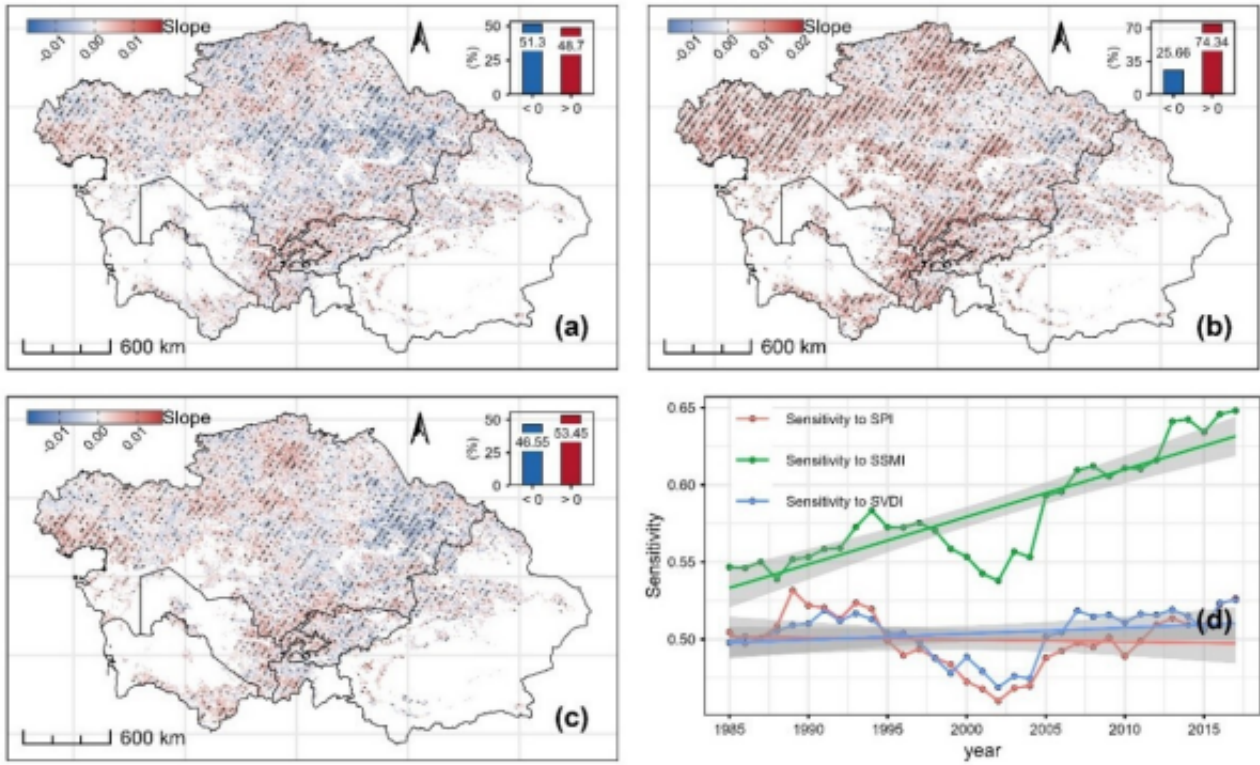 Slope
-0.01 0.00 0.01
50
25
0
(%)
51.3 48.7
< 0 > 0
600 km
(a)
Slope
-0.01 0.00 0.01 0.02
70
35
0
(%)
25.66 74.34
< 0 > 0
600 km
(b)
Slope
-0.01 0.00 0.01
50
25
0
(%)
46.55 53.45
< 0 > 0
600 km
(c)
0.65
0.60
0.55
0.50
Sensitivity
Sensitivity to SPI
Sensitivity to SSMI
Sensitivity to SVDI
(d)
1985 1990 1995 2000 2005 2010 2015
year